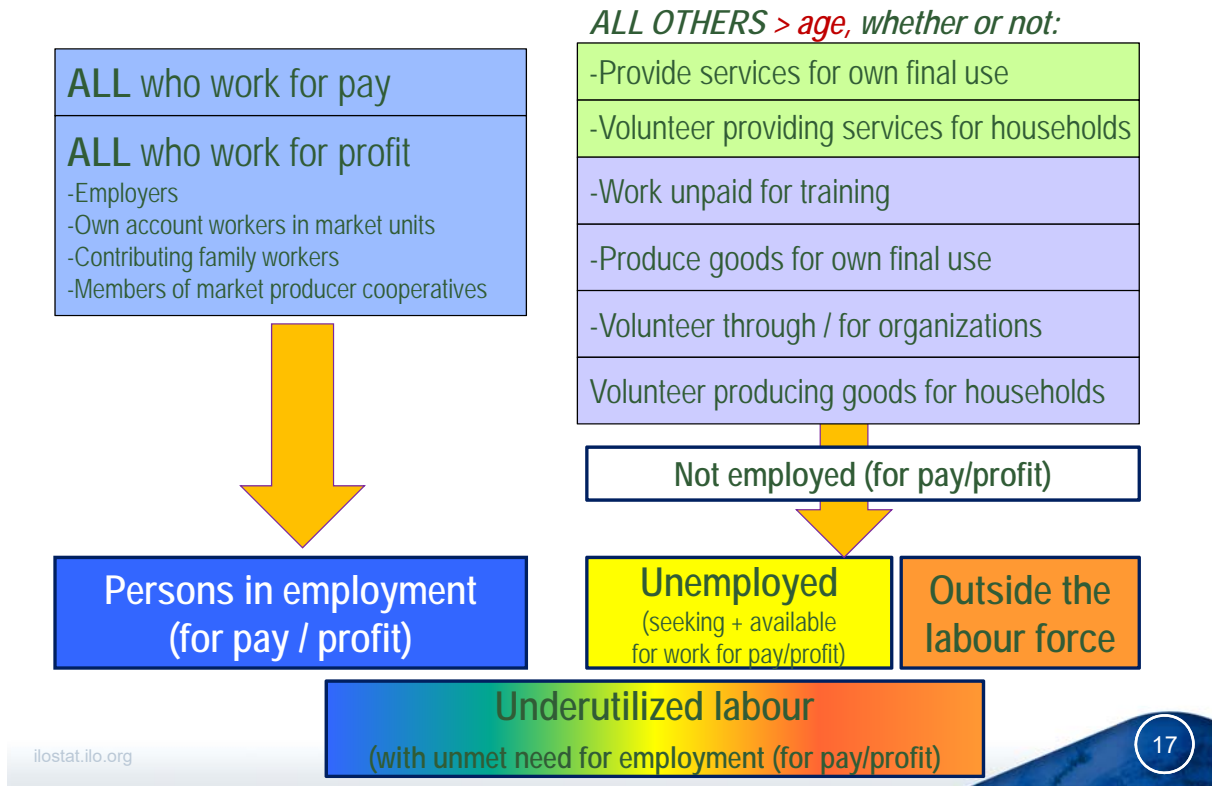 ALL who work for pay
ALL who work for profit
-Employers
-Own account workers in market units
-Contributing family workers
-Members of market producer cooperatives
ALL OTHERS > age, whether or not:
-Provide services for own final use
-Volunteer providing services for households
-Work unpaid for training
-Produce goods for own final use
-Volunteer through / for organizations
Volunteer producing goods for households
Not employed (for pay/profit)
Persons in employment
(for pay / profit)
Unemployed
(seeking + available
for work for pay/profit)
Outside the
labour force
Underutilized labour
(with unmet need for employment (for pay/profit)
ilostat.ilo.org
17